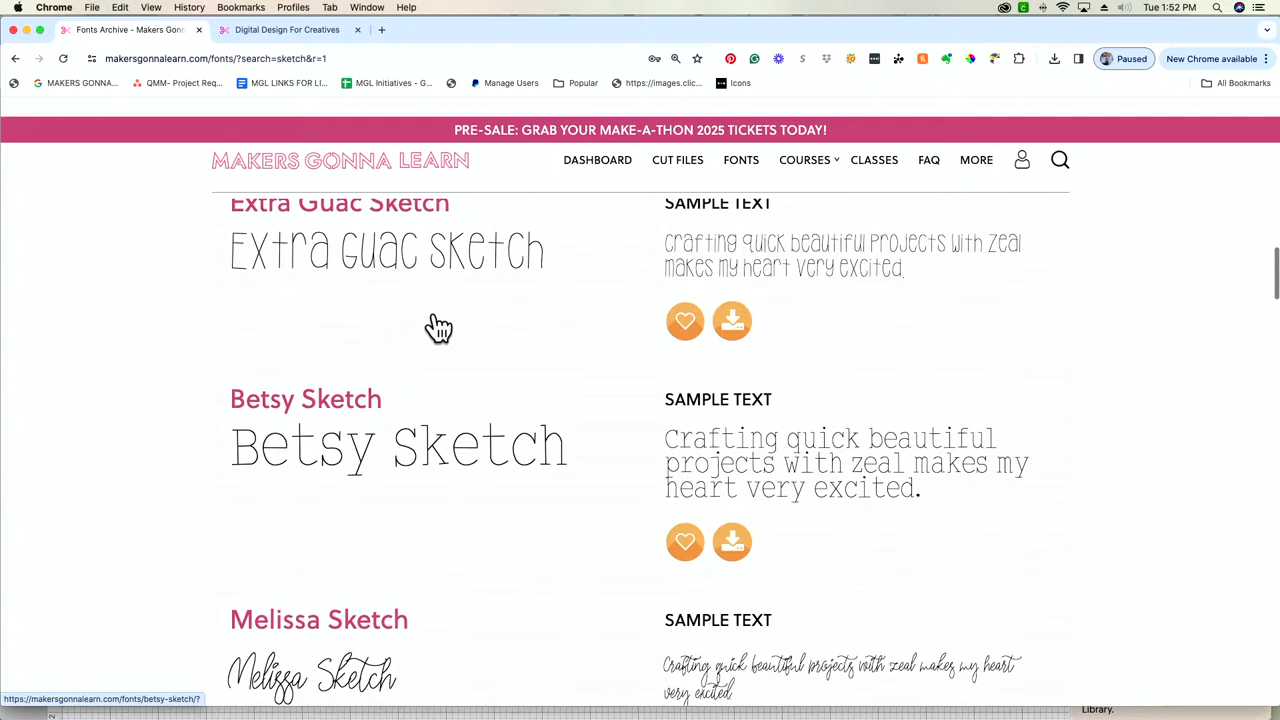 Chrome File Edit View History Bookmarks Profiles Tab Window Help Tue 1:52 PM
Fonts Archive - Makers Gonn Digital Design For Creatives
makersgonnalearn.com/fonts/?search=sketch&r=1 Paused New Chrome available
MAKERS GONNA... QMM- Project Req... MGL LINKS FOR LI... MGL Initiatives - G... Manage Users Popular https://images.clic... Icons All Bookmarks
PRE-SALE: GRAB YOUR MAKE-A-THON 2025 TICKETS TODAY!
MAKERS GONNA LEARN DASHBOARD CUT FILES FONTS COURSES CLASSES FAQ MORE
Extra Guac Sketch
Extra Guac Sketch
SAMPLE TEXT
Crafting quick beautiful projects with zeal
makes my heart very excited.
Betsy Sketch
Betsy Sketch
SAMPLE TEXT
Crafting quick beautiful
projects with zeal makes my
heart very excited.
Melissa Sketch
Melissa Sketch
SAMPLE TEXT
Crafting quick beautiful projects with zeal makes my heart
very excited
https://makersgonnalearn.com/fonts/betsy-sketch/?
Library.